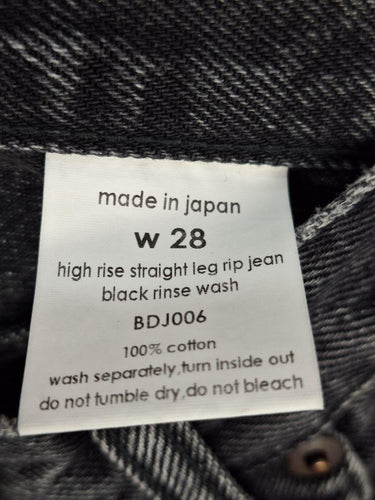 made in japan
w 28
high rise straight leg rip jean
black rinse wash
BDJ006
100% cotton
wash separately,turn inside out
do not tumble dry,do not bleach